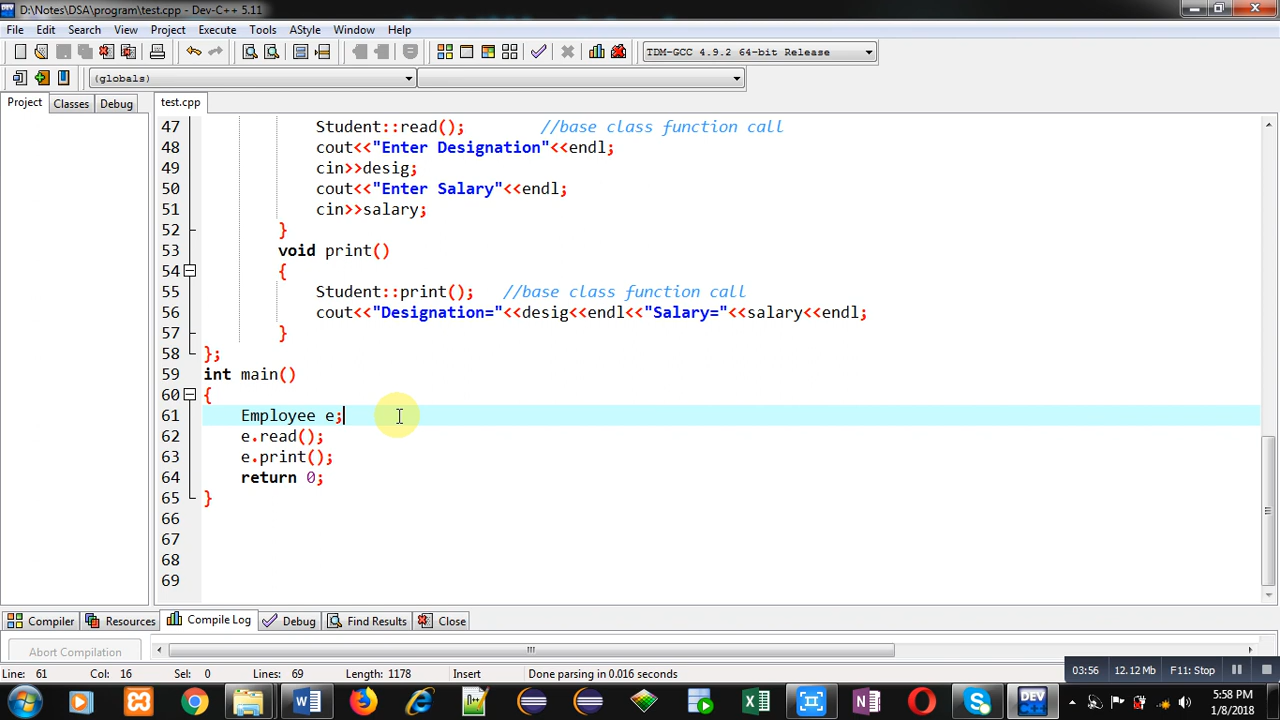 D:\Notes\DSA\program\test.cpp - Dev-C++ 5.11
File Edit Search View Project Execute Tools AStyle Window Help
TDM-GCC 4.9.2 64-bit Release
(globals)
Project Classes Debug test.cpp
47 Student::read(); //base class function call
48 cout<<"Enter Designation"<<endl;
49 cin>>desig;
50 cout<<"Enter Salary"<<endl;
51 cin>>salary;
52 }
53 void print()
54 {
55 Student::print(); //base class function call
56 cout<<"Designation="<<desig<<endl<<"Salary="<<salary<<endl;
57 }
58 };
59 int main()
60 {
61 Employee e;
62 e.read();
63 e.print();
64 return 0;
65 }
66
67
68
69
Compiler Resources Compile Log Debug Find Results Close
Abort Compilation
Line: 61 Col: 16 Sel: 0 Lines: 69 Length: 1178 Insert Done parsing in 0.016 seconds
03:56 12.12 Mb F11: Stop
DEV
5:58 PM
1/8/2018